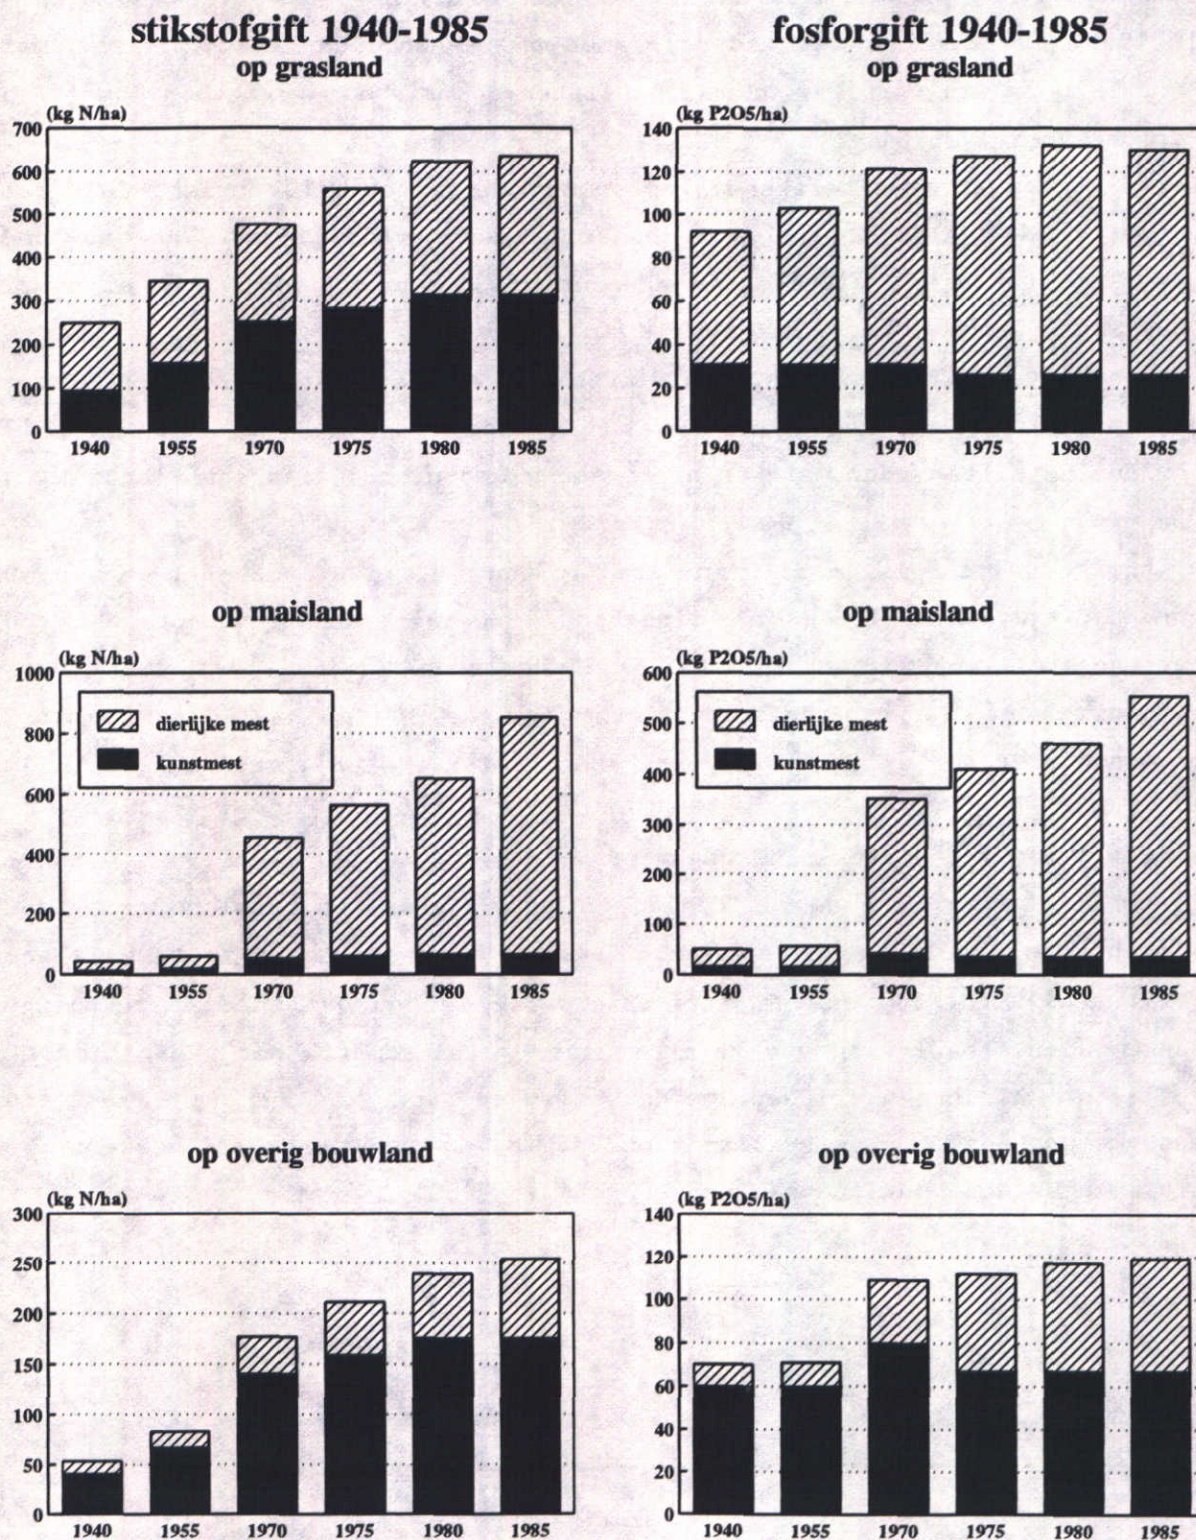 stikstofgift 1940-1985
op grasland
(kg N/ha)
700
600
500
400
300
200
100
0
1940 1955 1970 1975 1980 1985
fosforgift 1940-1985
op grasland
(kg P2O5/ha)
140
120
100
80
60
40
20
0
1940 1955 1970 1975 1980 1985
op maisland
(kg N/ha)
1000
800
600
400
200
0
dierlijke mest
kunstmest
1940 1955 1970 1975 1980 1985
op maisland
(kg P2O5/ha)
600
500
400
300
200
100
0
dierlijke mest
kunstmest
1940 1955 1970 1975 1980 1985
op overig bouwland
(kg N/ha)
300
250
200
150
100
50
0
1940 1955 1970 1975 1980 1985
op overig bouwland
(kg P2O5/ha)
140
120
100
80
60
40
20
0
1940 1955 1970 1975 1980 1985